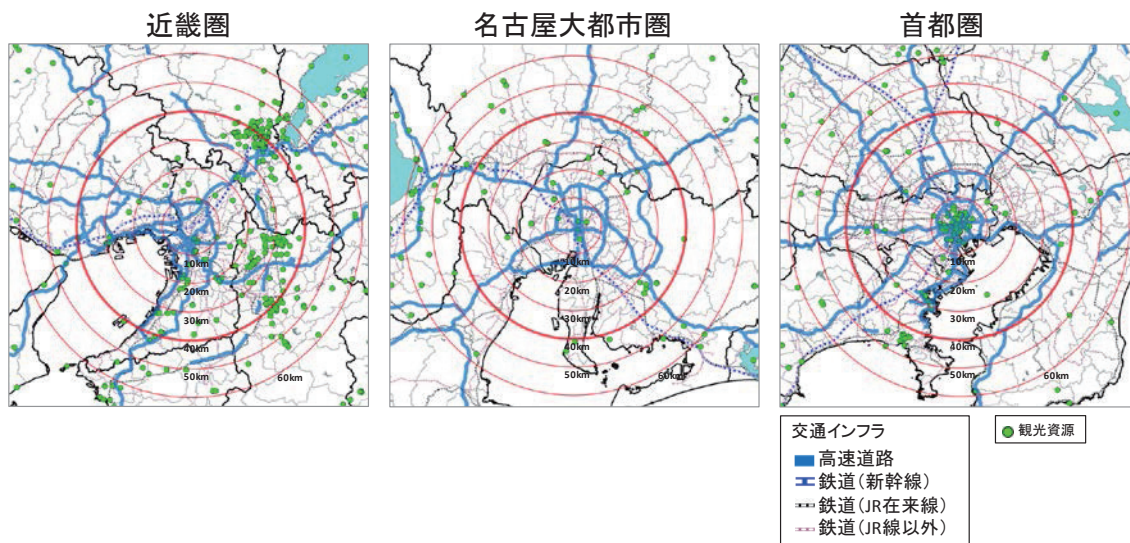 近畿圏
名古屋大都市圏
首都圏
10km
20km
30km
40km
50km
60km
10km
20km
30km
40km
50km
60km
10km
20km
30km
40km
50km
60km
交通インフラ
高速道路
鉄道(新幹線)
鉄道(JR在来線)
鉄道(JR線以外)
観光資源